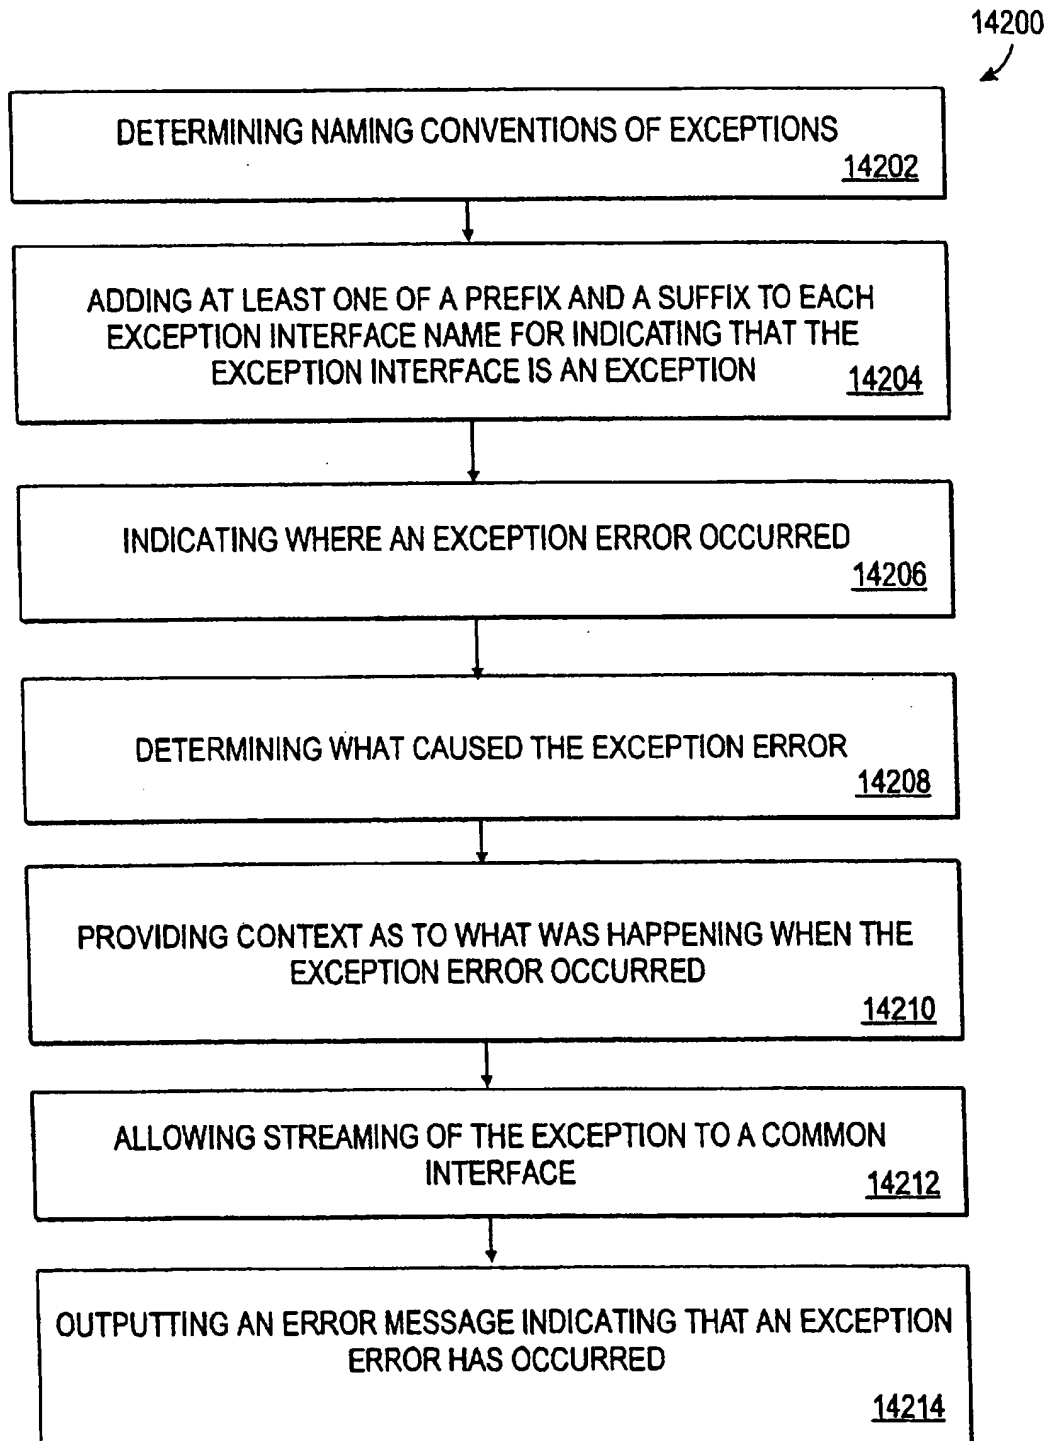 14200
DETERMINING NAMING CONVENTIONS OF EXCEPTIONS
14202
ADDING AT LEAST ONE OF A PREFIX AND A SUFFIX TO EACH
EXCEPTION INTERFACE NAME FOR INDICATING THAT THE
EXCEPTION INTERFACE IS AN EXCEPTION
14204
INDICATING WHERE AN EXCEPTION ERROR OCCURRED
14206
DETERMINING WHAT CAUSED THE EXCEPTION ERROR
14208
PROVIDING CONTEXT AS TO WHAT WAS HAPPENING WHEN THE
EXCEPTION ERROR OCCURRED
14210
ALLOWING STREAMING OF THE EXCEPTION TO A COMMON
INTERFACE
14212
OUTPUTTING AN ERROR MESSAGE INDICATING THAT AN EXCEPTION
ERROR HAS OCCURRED
14214